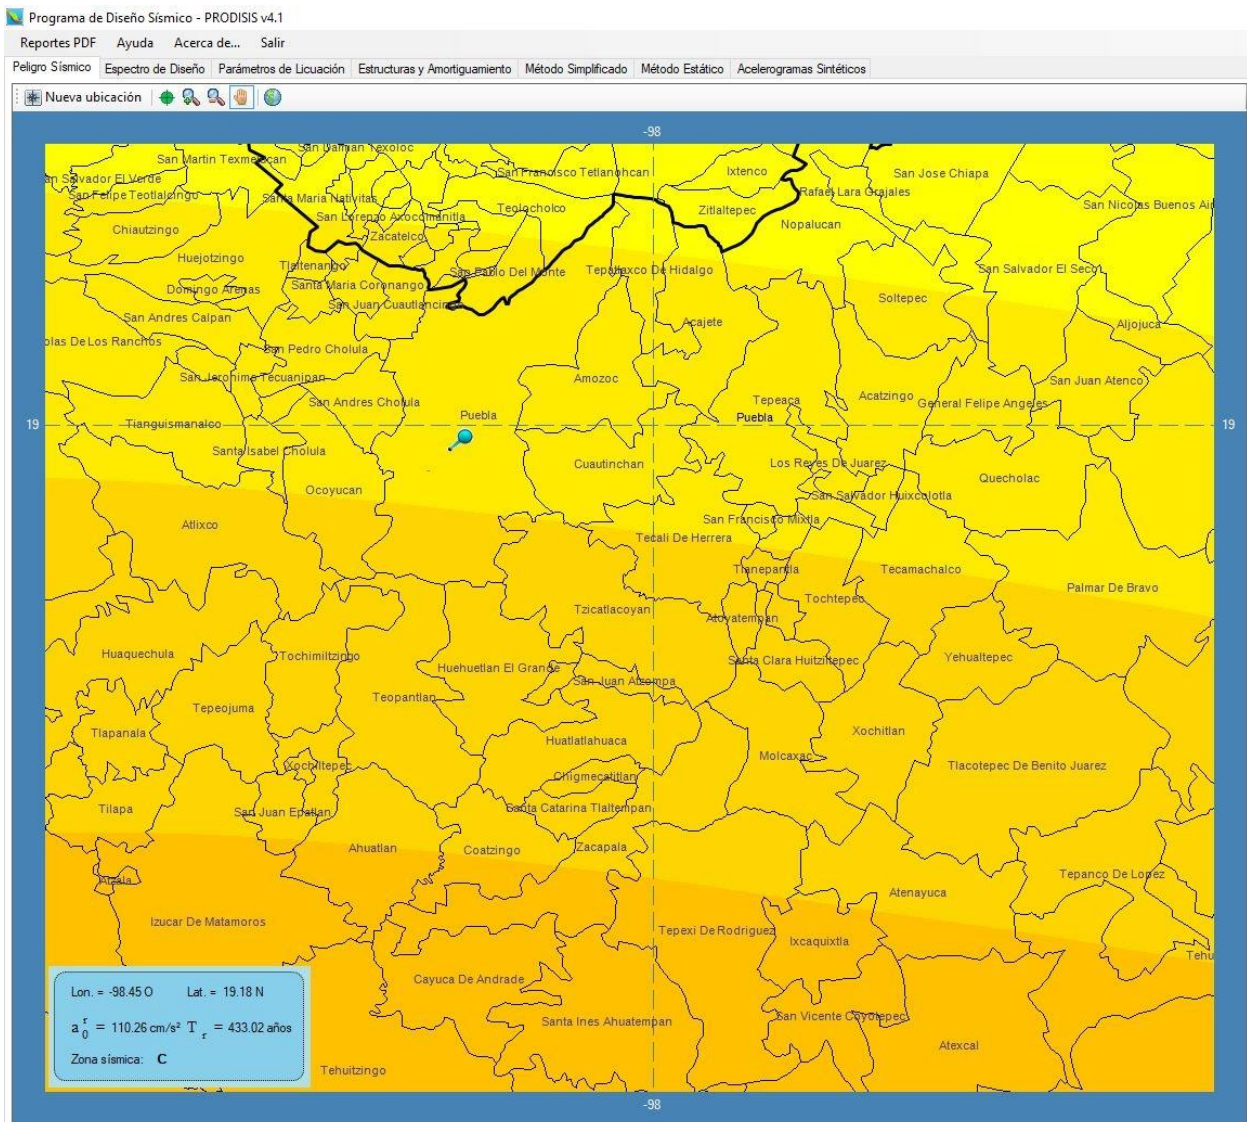 Programa de Diseño Sísmico - PRODISIS v4.1
Reportes PDF Ayuda Acerca de... Salir
Peligro Sísmico Espectro de Diseño Parámetros de Licuación Estructuras y Amortiguamiento Método Simplificado Método Estático Acelerogramas Sintéticos
Nueva ubicación
-98
San Damian Texoloc
San Martin Texmelucan
San Francisco Tetlanohcan
Ixtenco
San Jose Chiapa
an Salvador El Verde
San Felipe Teotlalcingo
Santa Maria Nativitas
Rafael Lara Grajales
San Nicolas Buenos Air
San Lorenzo Axocomanitla
Teolocholco
Zitlaltepec
Nopalucan
Chiautzingo
Zacatelco
Huejotzingo
Tlaltenango
San Pablo Del Monte
Tepatlaxco De Hidalgo
San Salvador El Seco
Domingo Arenas
Santa Maria Coronango
San Juan Cuautlancingo
Soltepec
San Andres Calpan
Acajete
Aljojuca
olas De Los Ranchos
San Pedro Cholula
San Jeronimo Tecuanipan
Amozoc
San Juan Atenco
San Andres Cholula
Puebla
Tepeaca
Acatzingo
General Felipe Angeles
Puebla
19
Tianguismanalco
19
Santa Isabel Cholula
Cuautinchan
Los Reyes De Juarez
Quecholac
Ocoyucan
San Salvador Huixcolotla
Atlixco
San Francisco Mixtla
Tecali De Herrera
Tlanepantla
Tecamachalco
Palmar De Bravo
Tochtepec
Tzicatlacoyan
Atoyatempan
Huaquechula
Tochimiltzingo
Huehuetlan El Grande
Santa Clara Huitziltepec
Yehualtepec
San Juan Atzompa
Teopantlan
Tepeojuma
Tlapanala
Huatlatlahuaca
Xochitlan
Molcaxac
Xochiltepec
Chigmecatitlan
Tlacotepec De Benito Juarez
Tilapa
San Juan Epatlan
Santa Catarina Tlaltempan
Ahuatlan
Coatzingo
Zacapala
Atzala
Tepanco De Lopez
Atenayuca
Izucar De Matamoros
Tepexi De Rodriguez
Ixcaquixtla
Tehu
Cayuca De Andrade
Lon. = -98.45 O Lat. = 19.18 N
a r 0 = 110.26 cm/s² T r = 433.02 años
Zona sísmica: C
Santa Ines Ahuatempan
San Vicente Coyotepec
Atexcal
Tehuitzingo
-98